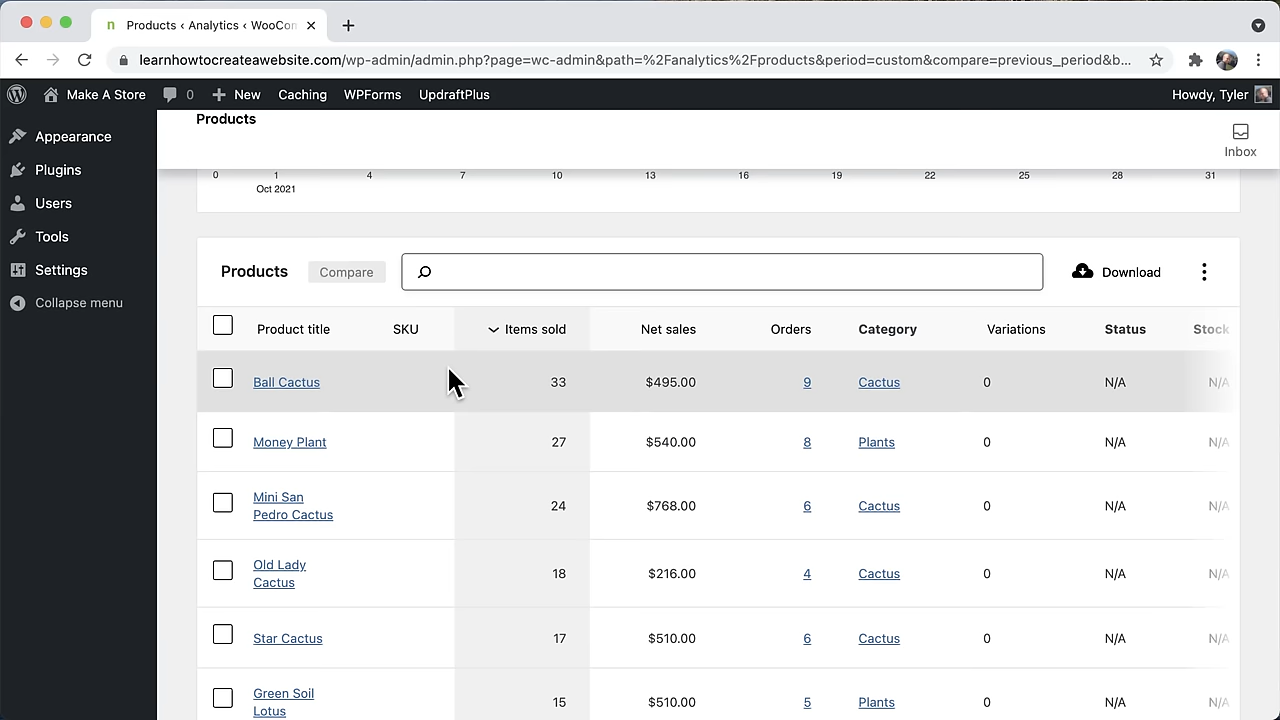 Products ‹ Analytics ‹ WooCon
learnhowtocreateawebsite.com/wp-admin/admin.php?page=wc-admin&path=%2Fanalytics%2Fproducts&period=custom&compare=previous_period&b...
Make A Store 0 New Caching WPForms UpdraftPlus Howdy, Tyler
Appearance
Plugins
Users
Tools
Settings
Collapse menu
Products
Inbox
0 1 4 7 10 13 16 19 22 25 28 31
Oct 2021
Products Compare Download
Product title SKU Items sold Net sales Orders Category Variations Status Stock
Ball Cactus 33 $495.00 9 Cactus 0 N/A N/A
Money Plant 27 $540.00 8 Plants 0 N/A N/A
Mini San
Pedro Cactus 24 $768.00 6 Cactus 0 N/A N/A
Old Lady
Cactus 18 $216.00 4 Cactus 0 N/A N/A
Star Cactus 17 $510.00 6 Cactus 0 N/A N/A
Green Soil
Lotus 15 $510.00 5 Plants 0 N/A N/A